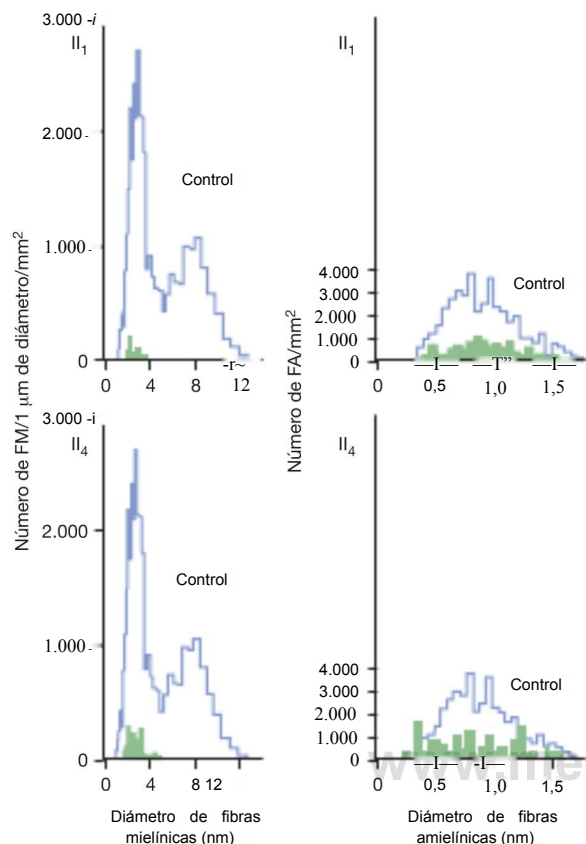 3.000 -i
II1
2.000 -
Control
1.000 -
0
0 4 8 -r~ 12
Número de FM/1 µm de diámetro/mm²
II1
Control
4.000
3.000
2.000
1.000
0
0 —I— 0,5 —T” 1,0 —I— 1,5
Número de FA/mm²
3.000 -i
II4
2.000
Control
1.000 -
0
0 4 8 12
Diámetro de fibras
mielínicas (nm)
II4
Control
4.000
3.000
2.000
1.000
0
0 —I— 0,5 -I— 1,0 1,5
Diámetro de fibras
amielínicas (nm)
www.me